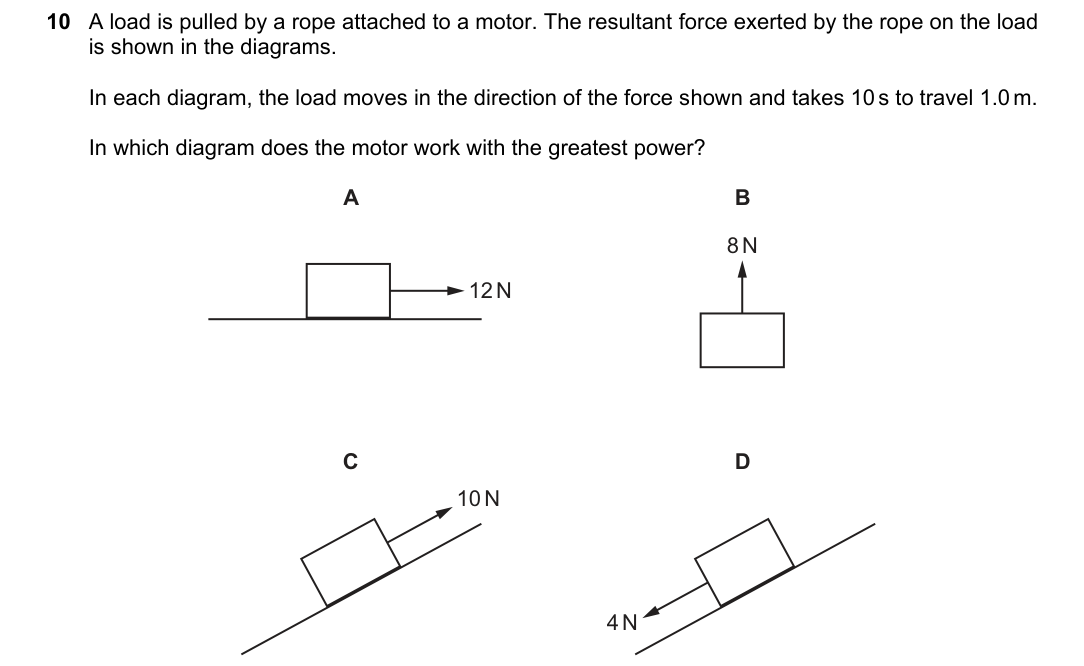 10 A load is pulled by a rope attached to a motor. The resultant force exerted by the rope on the load
is shown in the diagrams.
In each diagram, the load moves in the direction of the force shown and takes 10 s to travel 1.0 m.
In which diagram does the motor work with the greatest power?
A
B
8 N
12 N
C
D
10 N
4 N